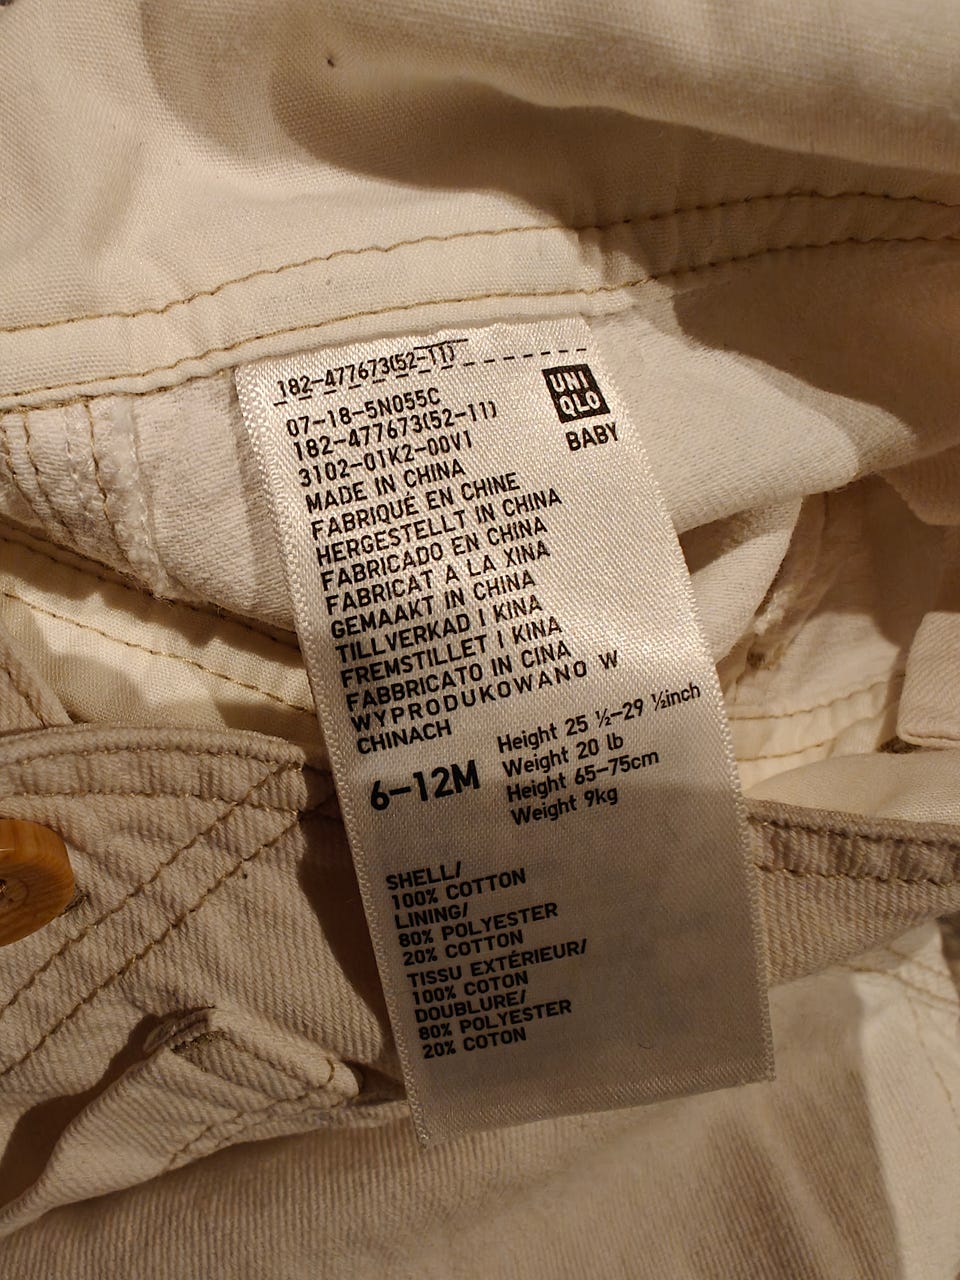 182-477673(52-11)
07-18-5N055C
182-477673(52-11)
3102-01K2-00V1
UNI
QLO
BABY
MADE IN CHINA
FABRIQUÉ EN CHINE
HERGESTELLT IN CHINA
FABRICADO EN CHINA
FABRICAT A LA XINA
GEMAAKT IN CHINA
TILLVERKAD I KINA
FREMSTILLET I KINA
FABBRICATO IN CINA
WYPRODUKOWANO W
CHINACH
6-12M
Height 25 ½-29 ½inch
Weight 20 lb
Height 65-75cm
Weight 9kg
SHELL/
100% COTTON
LINING/
80% POLYESTER
20% COTTON
TISSU EXTÉRIEUR/
100% COTON
DOUBLURE/
80% POLYESTER
20% COTON